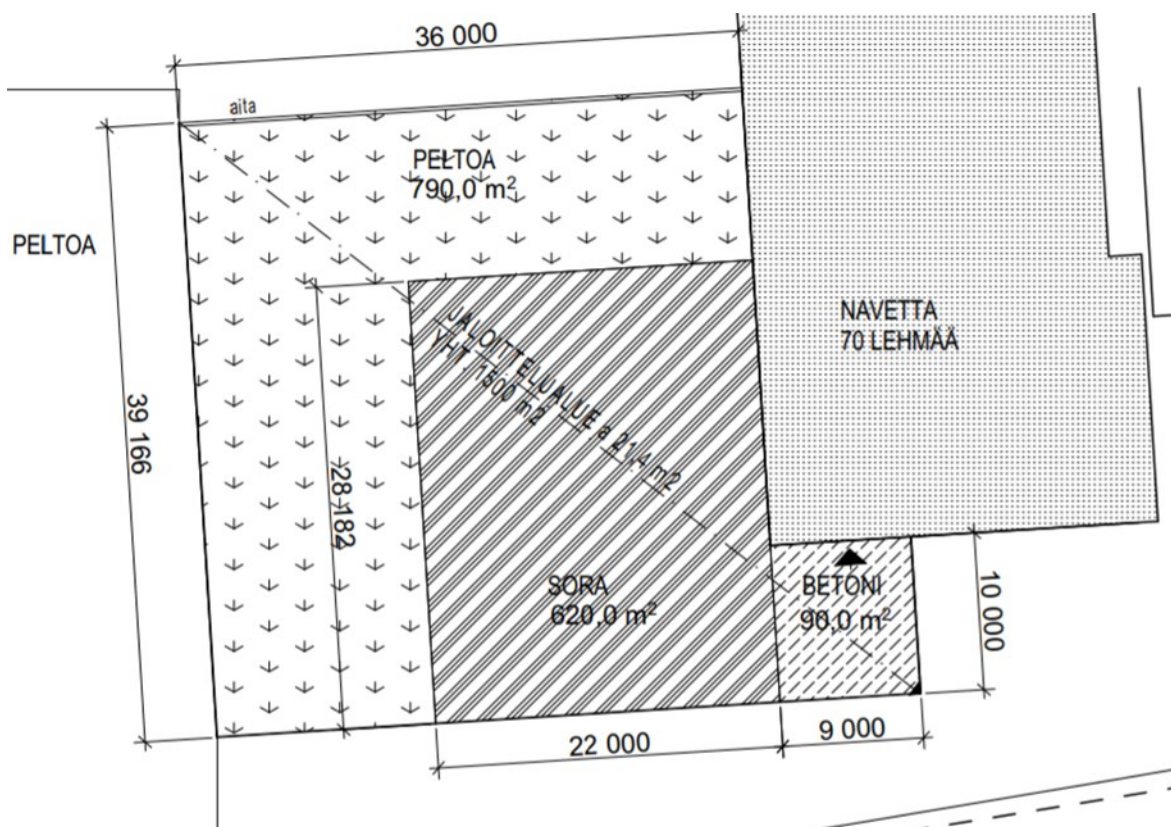 36 000
aita
PELTOA
790,0 m²
PELTOA
NAVETTA
70 LEHMÄÄ
JALOITTELUALUE a 21,4 m2
YHT. 1500 m2
39 166
28 182
SORA
620,0 m²
BETONI
90,0 m²
10 000
22 000
9 000